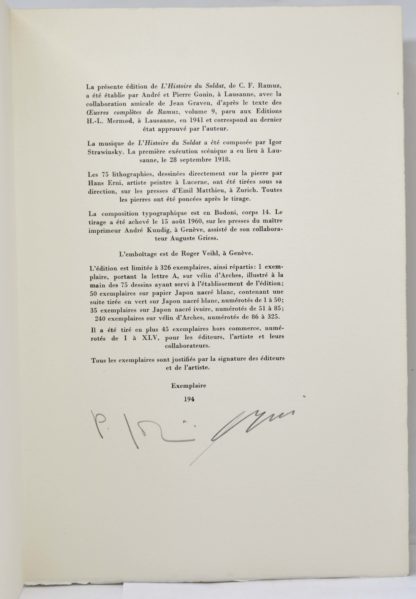 La présente édition de L'Histoire du Soldat, de C. F. Ramuz,
a été établie par André et Pierre Gonin, à Lausanne, avec la
collaboration amicale de Jean Graven, d'après le texte des
Œuvres complètes de Ramuz, volume 9, paru aux Editions
H.-L. Mermod, à Lausanne, en 1941 et correspond au dernier
état approuvé par l'auteur.
La musique de L'Histoire du Soldat a été composée par Igor
Strawinsky. La première exécution scénique a eu lieu à Lau-
sanne, le 28 septembre 1918.
Les 75 lithographies, dessinées directement sur la pierre par
Hans Erni, artiste peintre à Lucerne, ont été tirées sous sa
direction, sur les presses d'Emil Matthieu, à Zurich. Toutes
les pierres ont été poncées après le tirage.
La composition typographique est en Bodoni, corps 14. Le
tirage a été achevé le 15 août 1960, sur les presses du maître
imprimeur André Kundig, à Genève, assisté de son collabora-
teur Auguste Griess.
L'emboîtage est de Roger Veihl, à Genève.
L'édition est limitée à 326 exemplaires, ainsi répartis: 1 exem-
plaire, portant la lettre A, sur vélin d'Arches, illustré à la
main des 75 dessins ayant servi à l'établissement de l'édition;
50 exemplaires sur papier Japon nacré blanc, contenant une
suite tirée en vert sur Japon nacré blanc, numérotés de 1 à 50;
35 exemplaires sur Japon nacré ivoire, numérotés de 51 à 85;
240 exemplaires sur vélin d'Arches, numérotés de 86 à 325.
Il a été tiré en plus 45 exemplaires hors commerce, numé-
rotés de I à XLV, pour les éditeurs, l'artiste et leurs
collaborateurs.
Tous les exemplaires sont justifiés par la signature des éditeurs
et de l'artiste.
Exemplaire
194
P.